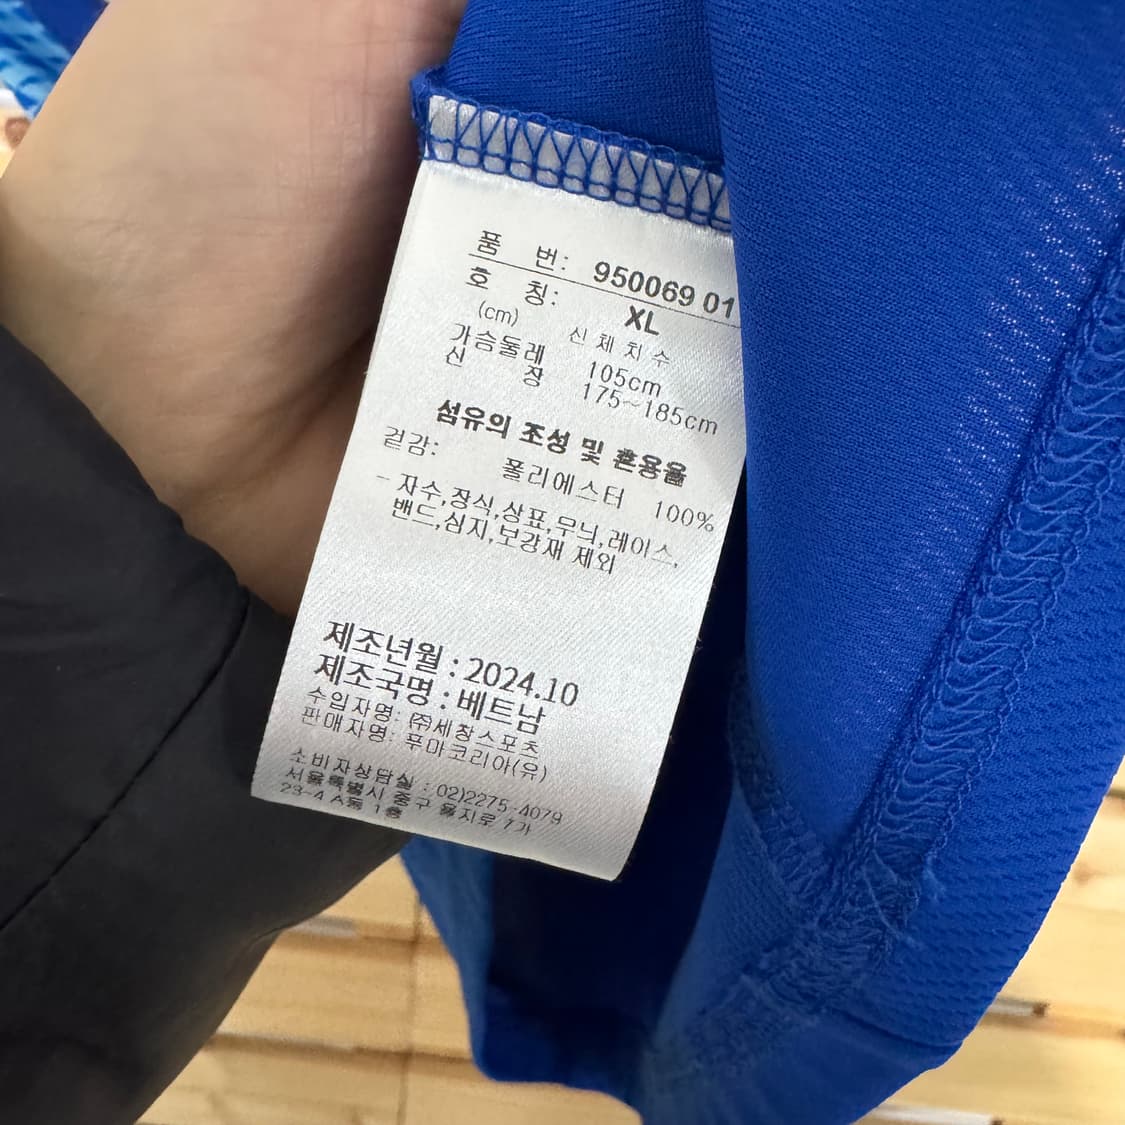 품 번: 950069 01
호 칭: XL
(cm) 신 체 치 수
가슴둘레 105cm
신 장 175~185cm
섬유의 조성 및 혼용율
겉감: 폴리에스터 100%
- 자수,장식,상표,무늬,레이스,
밴드,심지,보강재 제외
제조년월 : 2024.10
제조국명 : 베트남
수입자명: ㈜세창스포츠
판매자명: 푸마코리아(유)
소비자상담실 : 02)2275-4079
서울특별시 중구 을지로 7가
23-4 A동 1층